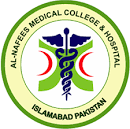 AL-NAFEES MEDICAL COLLEGE & HOSPITAL
ISLAMABAD PAKISTAN